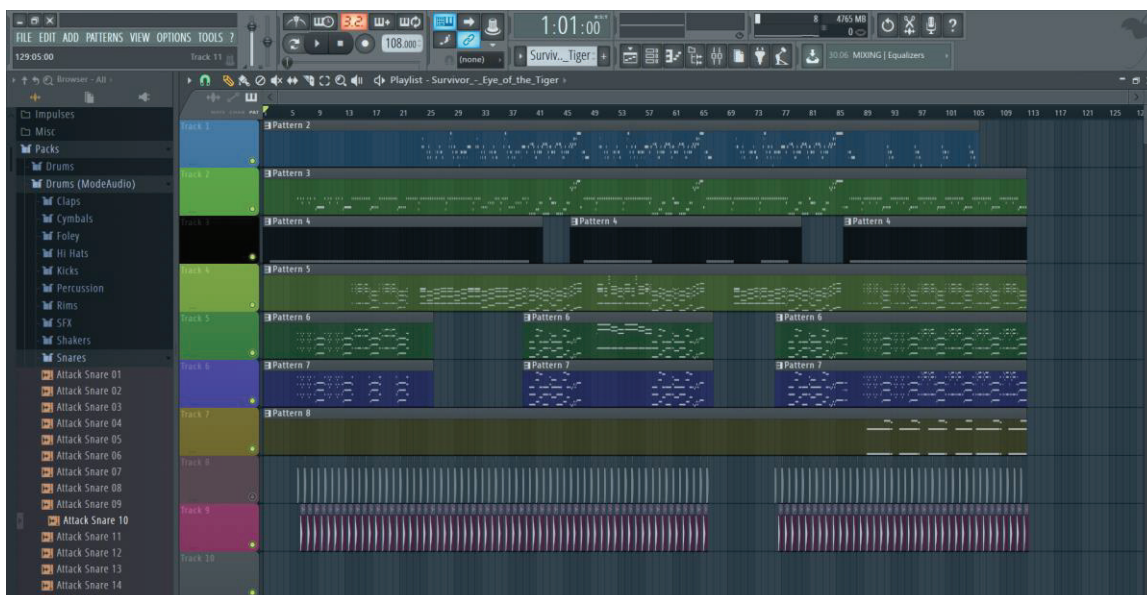 FILE EDIT ADD PATTERNS VIEW OPTIONS TOOLS ?
129:05:00
Track 11
3.2
108.000
(none)
1:01:00
Surviv.._Tiger
8
4765 MB
0
30.06 MIXING | Equalizers
Browser - All
Playlist - Survivor_-_Eye_of_the_Tiger
Impulses
Misc
Packs
Drums
Drums (ModeAudio)
Claps
Cymbals
Foley
Hi Hats
Kicks
Percussion
Rims
SFX
Shakers
Snares
Attack Snare 01
Attack Snare 02
Attack Snare 03
Attack Snare 04
Attack Snare 05
Attack Snare 06
Attack Snare 07
Attack Snare 08
Attack Snare 09
Attack Snare 10
Attack Snare 11
Attack Snare 12
Attack Snare 13
Attack Snare 14
5 9 13 17 21 25 29 33 37 41 45 49 53 57 61 65 69 73 77 81 85 89 93 97 101 105 109 113 117 121 125
Track 1
Pattern 2
Track 2
Pattern 3
Track 3
Pattern 4 Pattern 4 Pattern 4
Track 4
Pattern 5
Track 5
Pattern 6 Pattern 6 Pattern 6
Track 6
Pattern 7 Pattern 7 Pattern 7
Track 7
Pattern 8
Track 8
Track 9
Track 10